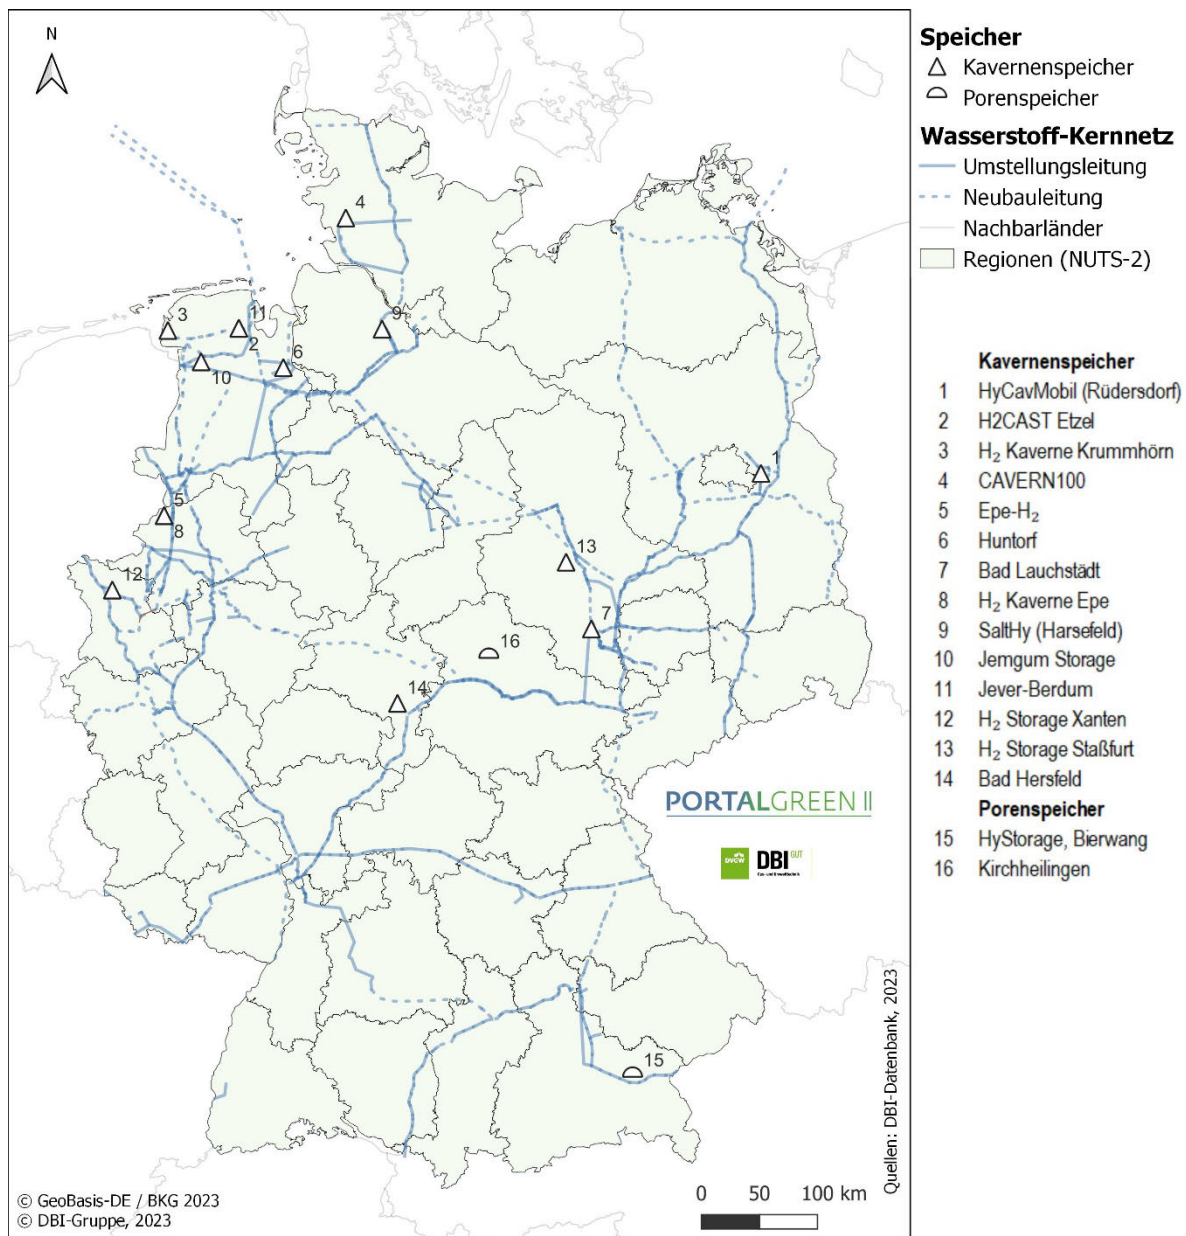 N
4
3
11
2
10
6
9
1
5
8
12
13
7
16
14
15
PORTALGREEN II
DVGW
DBI GUT
Quellen: DBI-Datenbank, 2023
© GeoBasis-DE / BKG 2023
© DBI-Gruppe, 2023
0 50 100 km
Speicher
Kavernenspeicher
Porenspeicher
Wasserstoff-Kernnetz
Umstellungsleitung
Neubauleitung
Nachbarländer
Regionen (NUTS-2)
Kavernenspeicher
1 HyCavMobil (Rüdersdorf)
2 H2CAST Etzel
3 H₂ Kaverne Krummhörn
4 CAVERN100
5 Epe-H₂
6 Huntorf
7 Bad Lauchstädt
8 H₂ Kaverne Epe
9 SaltHy (Harsefeld)
10 Jemgum Storage
11 Jever-Berdum
12 H₂ Storage Xanten
13 H₂ Storage Staßfurt
14 Bad Hersfeld
Porenspeicher
15 HyStorage, Bierwang
16 Kirchheilingen